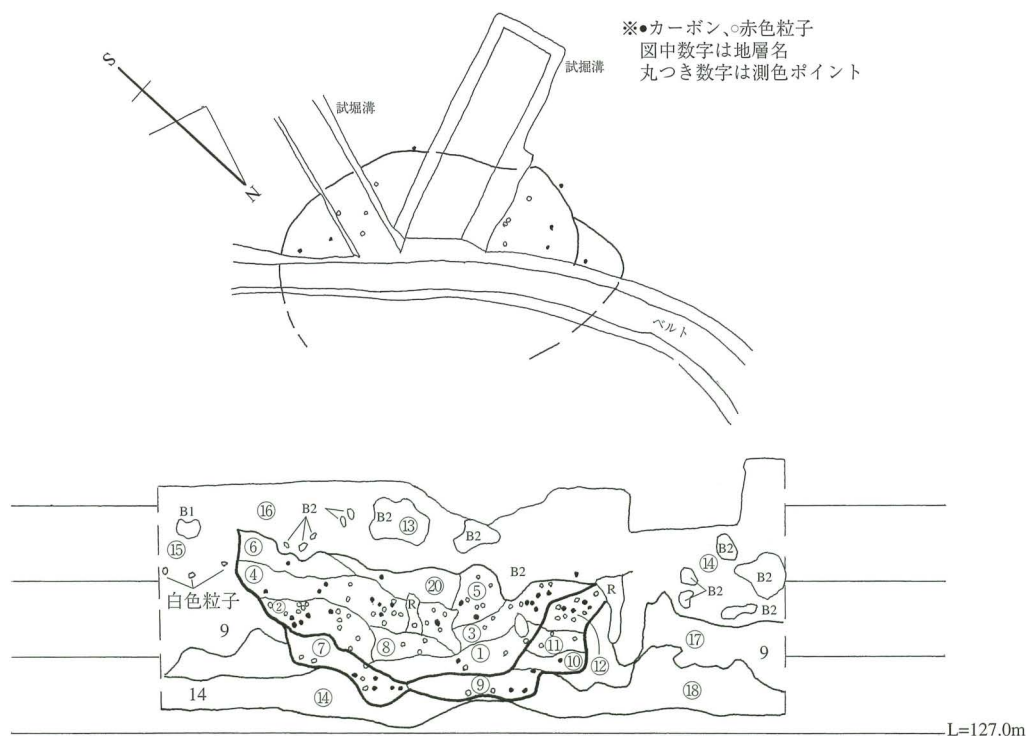 ※●カーボン、○赤色粒子
図中数字は地層名
丸つき数字は測色ポイント
試掘溝
試堀溝
S
N
ベルト
B1
⑯
B2
B2
⑬
B2
⑮
⑥
④
②
⑳
R
⑤
B2
R
⑭
B2
B2
B2
B2
白色粒子
9
⑦
⑧
③
①
⑪
⑩
⑫
⑰
9
14
⑭
⑨
⑱
L=127.0m